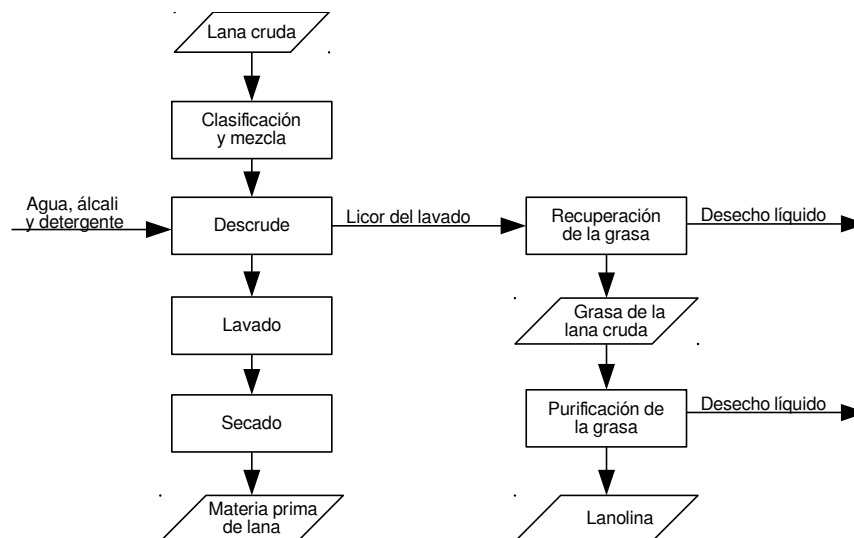 Lana cruda
Clasificación
y mezcla
Agua, álcali
y detergente
Descrude
Licor del lavado
Recuperación
de la grasa
Desecho líquido
Lavado
Grasa de la
lana cruda
Secado
Purificación de
la grasa
Desecho líquido
Materia prima
de lana
Lanolina